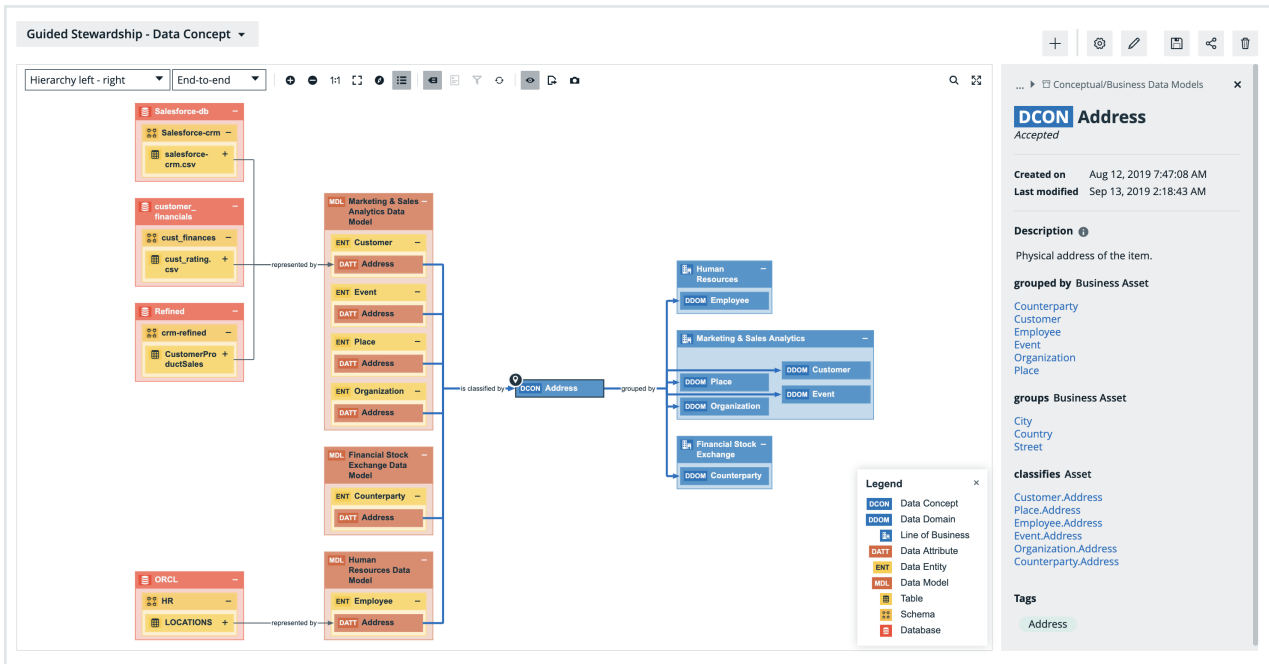 Guided Stewardship - Data Concept
Hierarchy left - right
End-to-end
1:1
Salesforce-db
Salesforce-crm
salesforce-
crm.csv
customer_
financials
cust_finances
cust_rating.
csv
Refined
crm-refined
CustomerPro
ductSales
ORCL
HR
LOCATIONS
represented by
represented by
MDL Marketing & Sales
Analytics Data
Model
ENT Customer
DATT Address
ENT Event
DATT Address
ENT Place
DATT Address
ENT Organization
DATT Address
MDL Financial Stock
Exchange Data
Model
ENT Counterparty
DATT Address
MDL Human
Resources Data
Model
ENT Employee
DATT Address
is classified by
DCON Address
grouped by
Human
Resources
DDOM Employee
Marketing & Sales Analytics
DDOM Customer
DDOM Place
DDOM Event
DDOM Organization
Financial Stock
Exchange
DDOM Counterparty
Legend
DCON Data Concept
DDOM Data Domain
Line of Business
DATT Data Attribute
ENT Data Entity
MDL Data Model
Table
Schema
Database
... Conceptual/Business Data Models
DCON Address
Accepted
Created on Aug 12, 2019 7:47:08 AM
Last modified Sep 13, 2019 2:18:43 AM
Description
Physical address of the item.
grouped by Business Asset
Counterparty
Customer
Employee
Event
Organization
Place
groups Business Asset
City
Country
Street
classifies Asset
Customer.Address
Place.Address
Employee.Address
Event.Address
Organization.Address
Counterparty.Address
Tags
Address